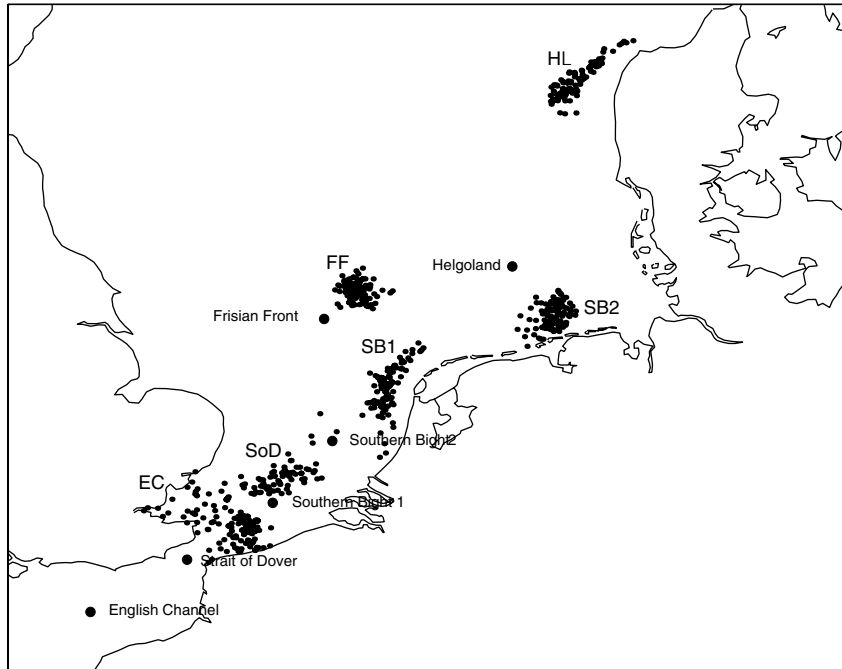 HL
FF
Helgoland
SB2
Frisian Front
SB1
Southern Bight2
SoD
EC
Southern Bight 1
Strait of Dover
English Channel